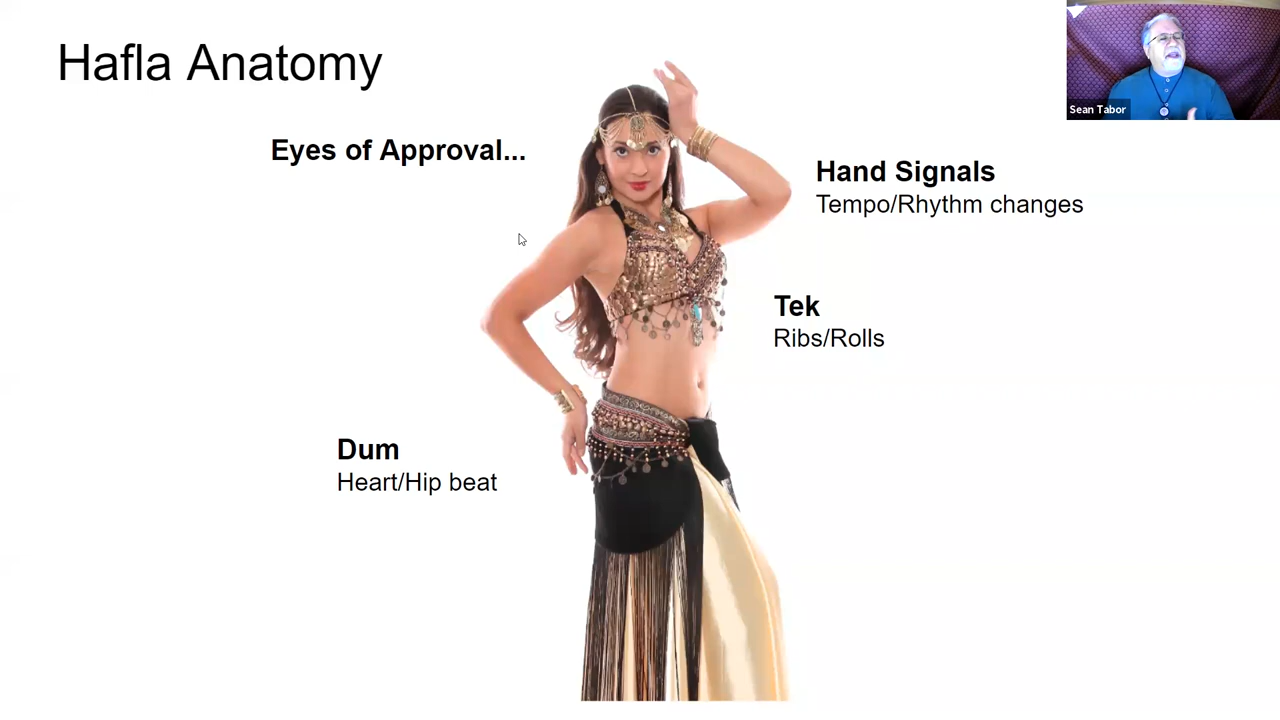 Hafla Anatomy
Sean Tabor
Eyes of Approval...
Hand Signals
Tempo/Rhythm changes
Tek
Ribs/Rolls
Dum
Heart/Hip beat